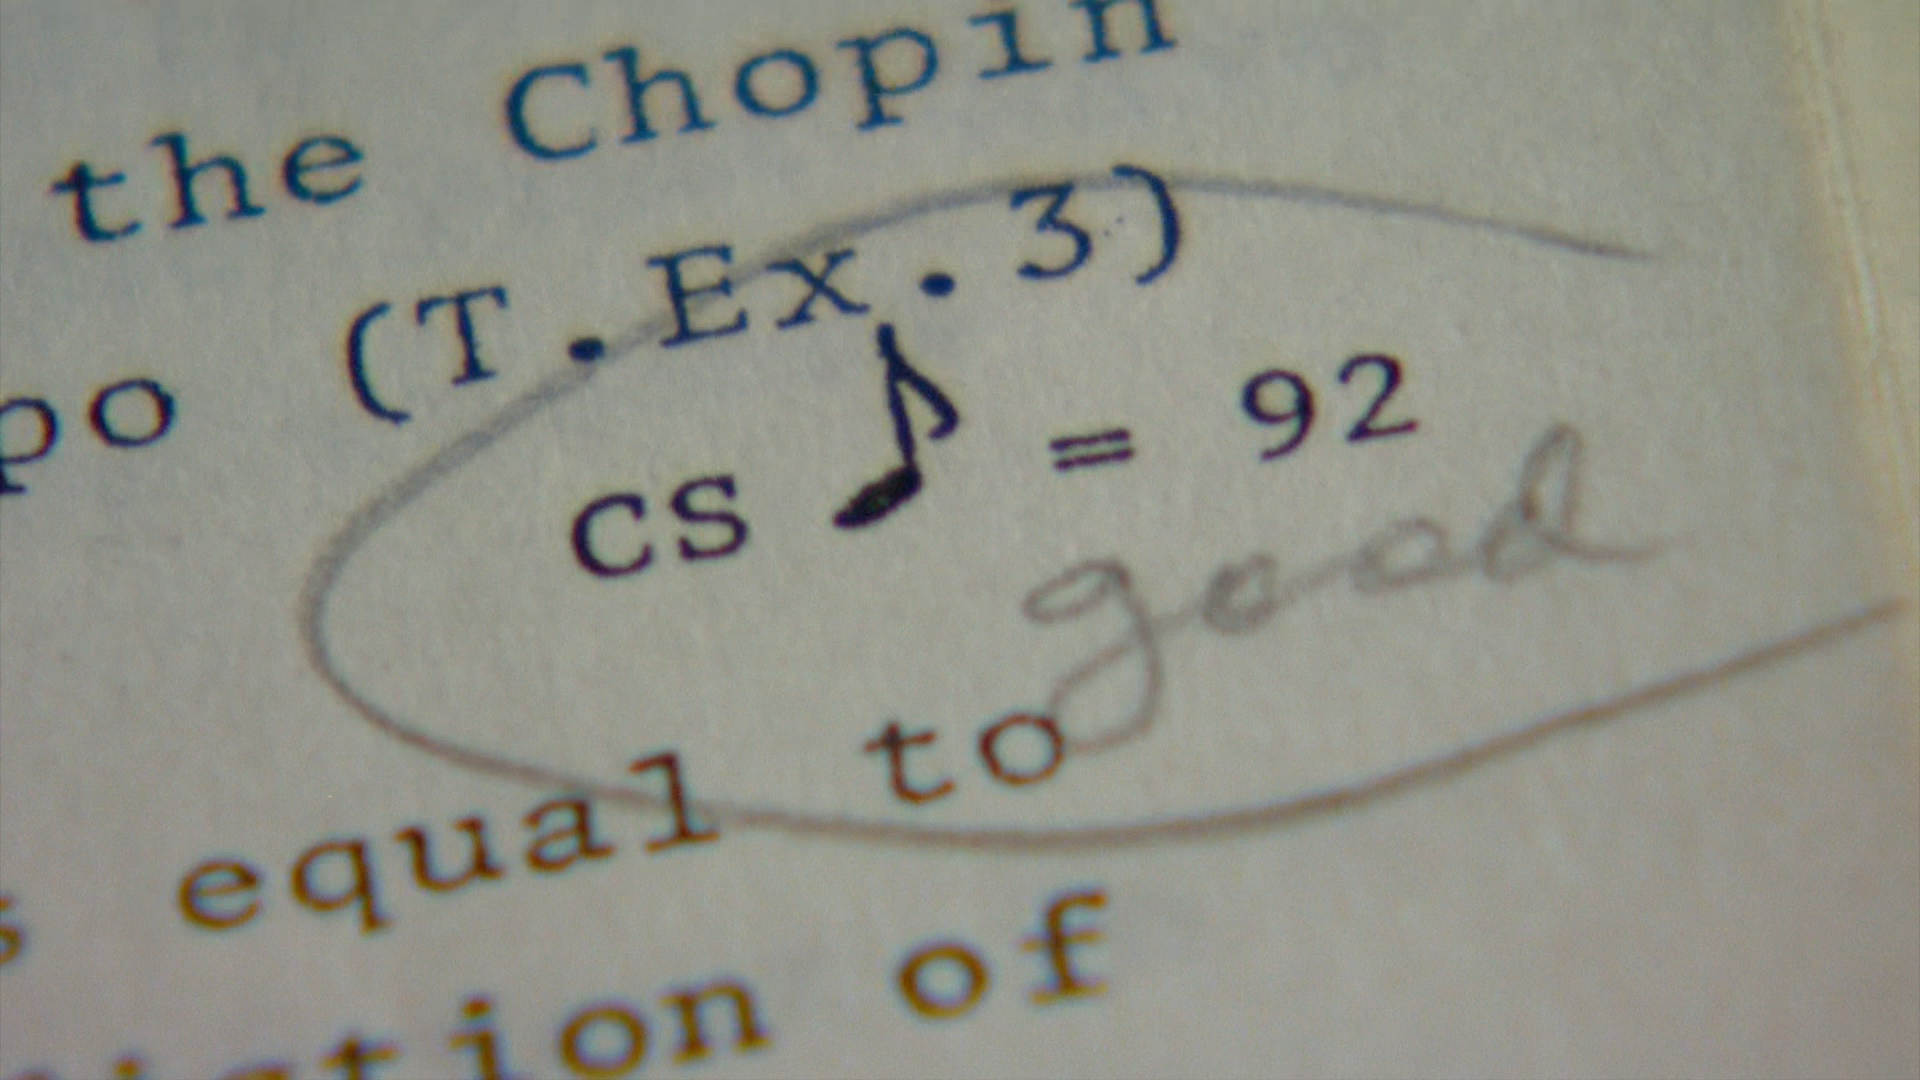 the Chopin
po (T.Ex.3)
cs ♪ = 92
good
s equal to
of